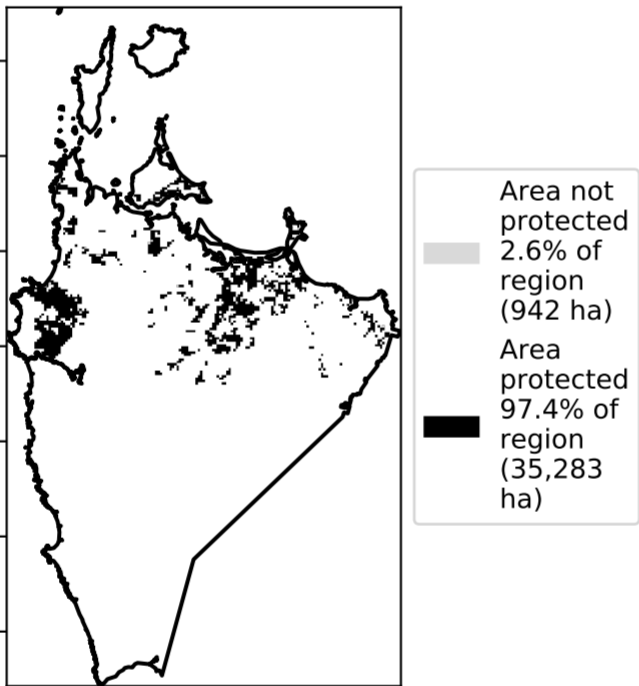 Area not
protected
2.6% of
region
(942 ha)
Area
protected
97.4% of
region
(35,283
ha)